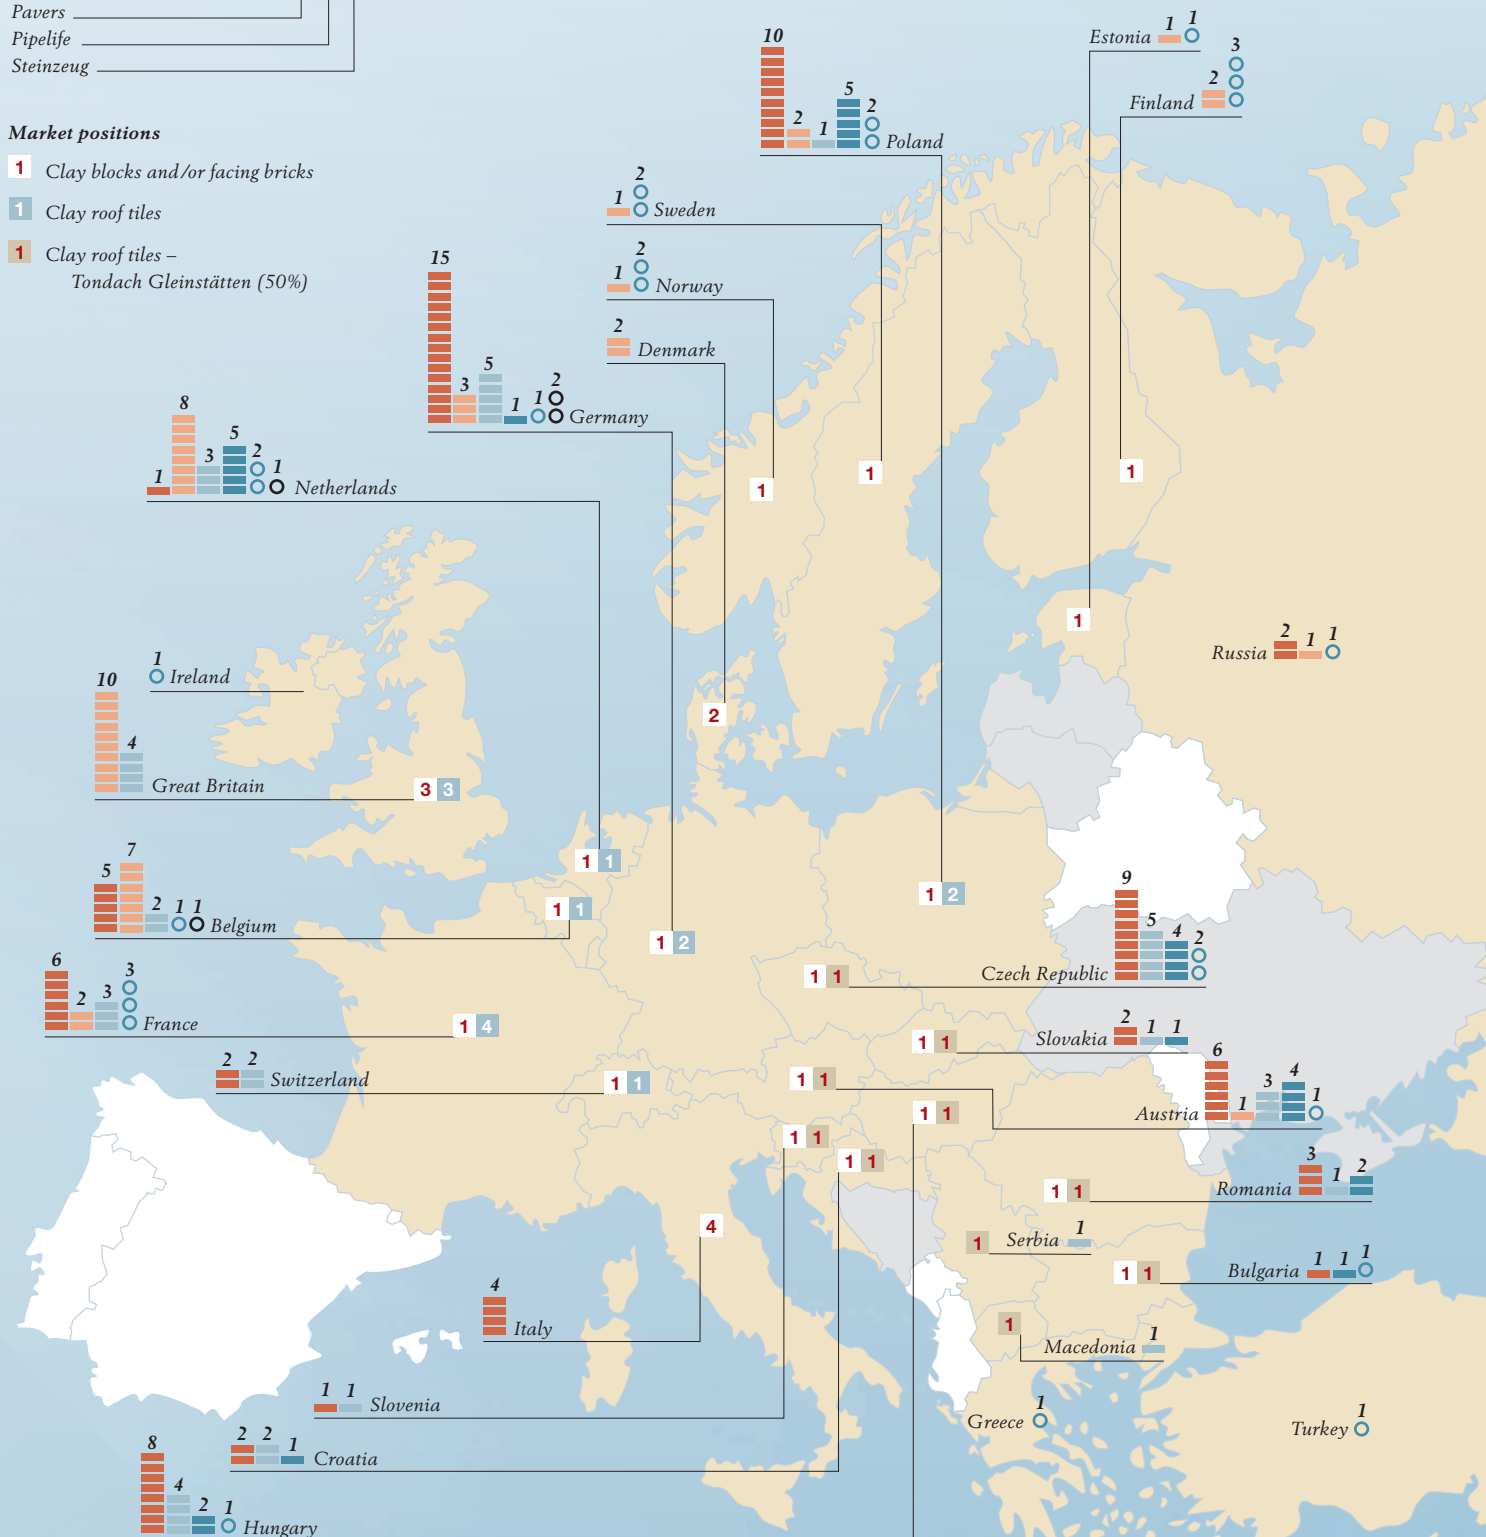 Pavers
Pipelife
Steinzeug
Market positions
1 Clay blocks and/or facing bricks
1 Clay roof tiles
1 Clay roof tiles –
Tondach Gleinstätten (50%)
1 1
Estonia
3
2
Finland
10
2 1 5 2
Poland
2
1
Sweden
2
1
Norway
2
Denmark
15
3 5 1 1 2
Germany
1 8 3 5 2 1
Netherlands
1
Ireland
10
4
Great Britain
5 7 2 1 1
Belgium
6 2 3 3
France
2 2
Switzerland
4
Italy
1 1
Slovenia
2 2 1
Croatia
8 4 2 1
Hungary
2 1 1
Russia
9 5 4 2
Czech Republic
2 1 1
Slovakia
6 1 3 4 1
Austria
3 1 2
Romania
1
Serbia
1 1 1
Bulgaria
1
Macedonia
1
Greece
1
Turkey
1
1
1
1
2
3 3
1 1
1 1
1 2
1 2
1 1
1 4
1 1
1 1
1 1
1 1
1 1
1 1
1 1
4
1
1 1
1